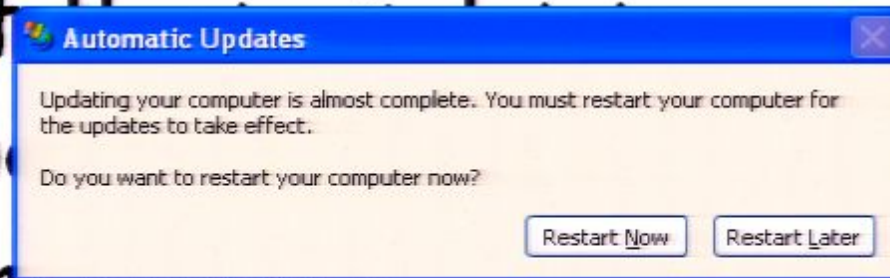 Automatic Updates
Updating your computer is almost complete. You must restart your computer for
the updates to take effect.
Do you want to restart your computer now?
Restart Now Restart Later